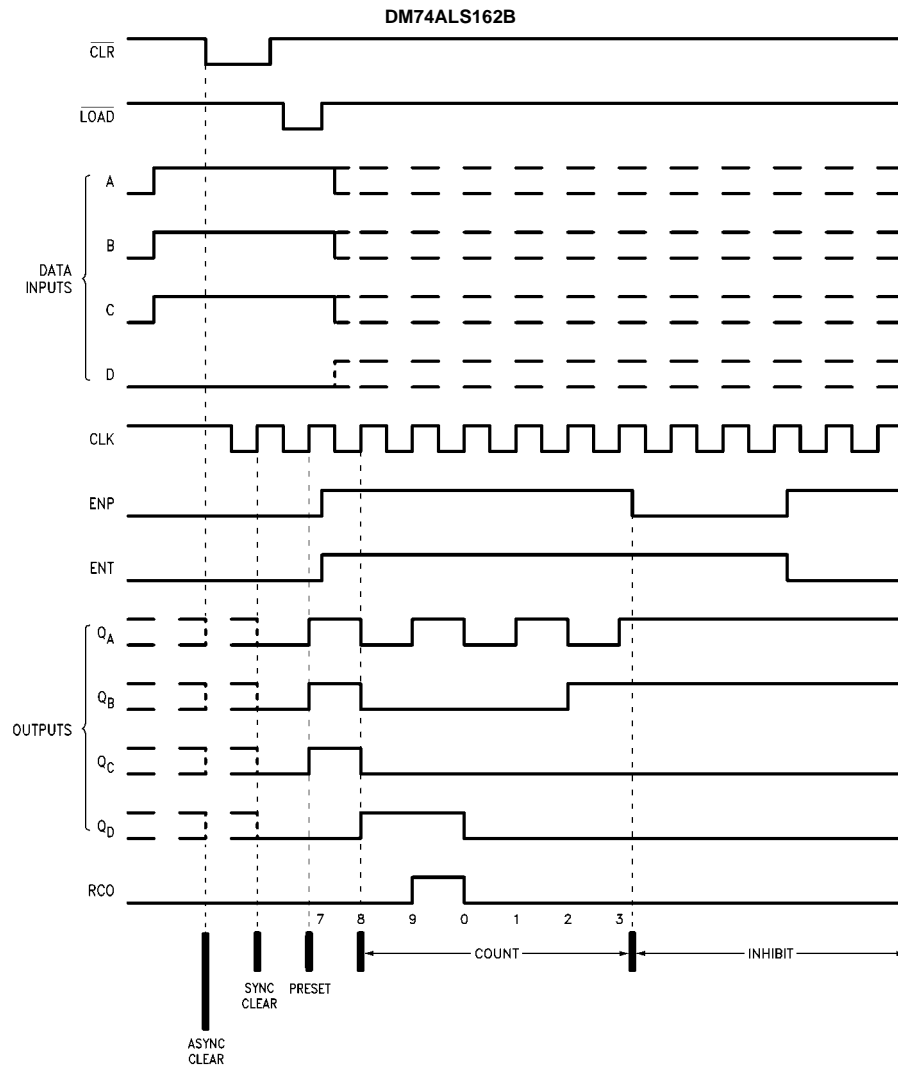 DM74ALS162B
CLR
LOAD
A
B
DATA
INPUTS
C
D
CLK
ENP
ENT
QA
QB
OUTPUTS
QC
QD
RCO
7 8 9 0 1 2 3
COUNT INHIBIT
SYNC
CLEAR
PRESET
ASYNC
CLEAR